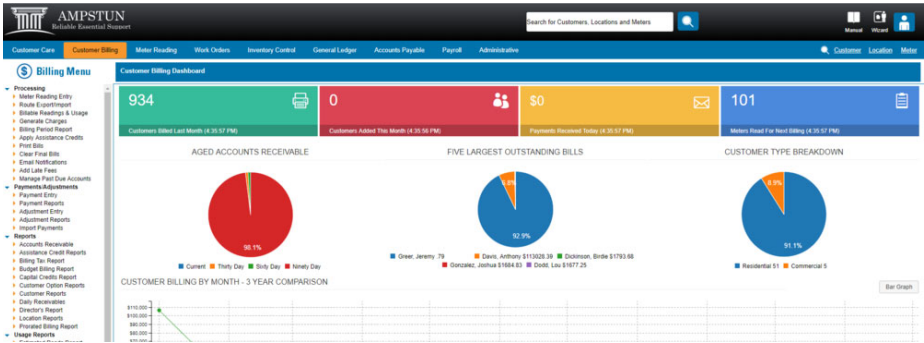 AMPSTUN
Reliable Essential Support
Search for Customers, Locations and Meters
Manual Wizard
Customer Care Customer Billing Meter Reading Work Orders Inventory Control General Ledger Accounts Payable Payroll Administrative
Customer Location Meter
Billing Menu
Customer Billing Dashboard
Processing
Meter Reading Entry
Route Export/Import
Billable Readings & Usage
Generate Charges
Billing Period Report
Apply Assistance Credits
Print Bills
Clear Final Bills
Email Notifications
Add Late Fees
Manage Past Due Accounts
Payments/Adjustments
Payment Entry
Payment Reports
Adjustment Entry
Adjustment Reports
Import Payments
Reports
Accounts Receivable
Assistance Credit Reports
Billing Tax Report
Budget Billing Report
Capital Credits Report
Customer Option Reports
Customer Reports
Daily Receivables
Director's Report
Location Reports
Prorated Billing Report
Usage Reports
934
Customers Billed Last Month (4:35:57 PM)
0
Customers Added This Month (4:35:56 PM)
$0
Payments Received Today (4:35:57 PM)
101
Meters Read For Next Billing (4:35:57 PM)
AGED ACCOUNTS RECEIVABLE
98.1%
Current Thirty Day Sixty Day Ninety Day
FIVE LARGEST OUTSTANDING BILLS
6.8%
92.9%
Greer, Jeremy .79 Davis, Anthony $113028.39 Dickinson, Birdie $1793.68
Gonzalez, Joshua $1684.83 Dodd, Lou $1677.25
CUSTOMER TYPE BREAKDOWN
8.9%
91.1%
Residential 51 Commercial 5
CUSTOMER BILLING BY MONTH - 3 YEAR COMPARISON
Bar Graph
$110,000
$100,000
$90,000
$80,000